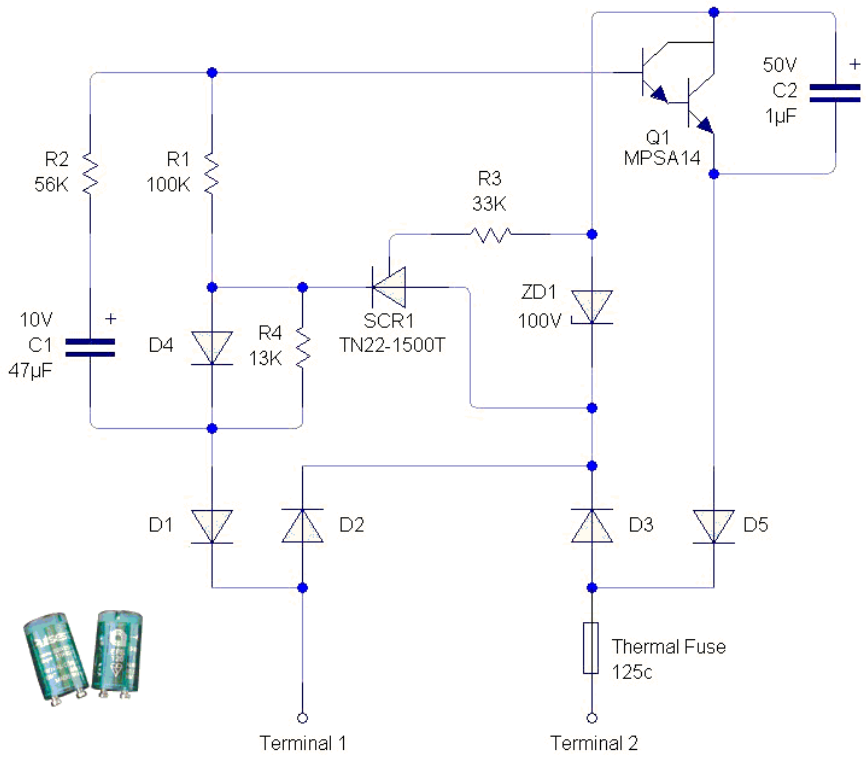 50V
+
C2
1µF
Q1
MPSA14
R2
56K
R1
100K
R3
33K
ZD1
100V
SCR1
TN22-1500T
10V
+
C1
47µF
D4
R4
13K
D1
D2
D3
D5
Thermal Fuse
125c
Terminal 1
Terminal 2